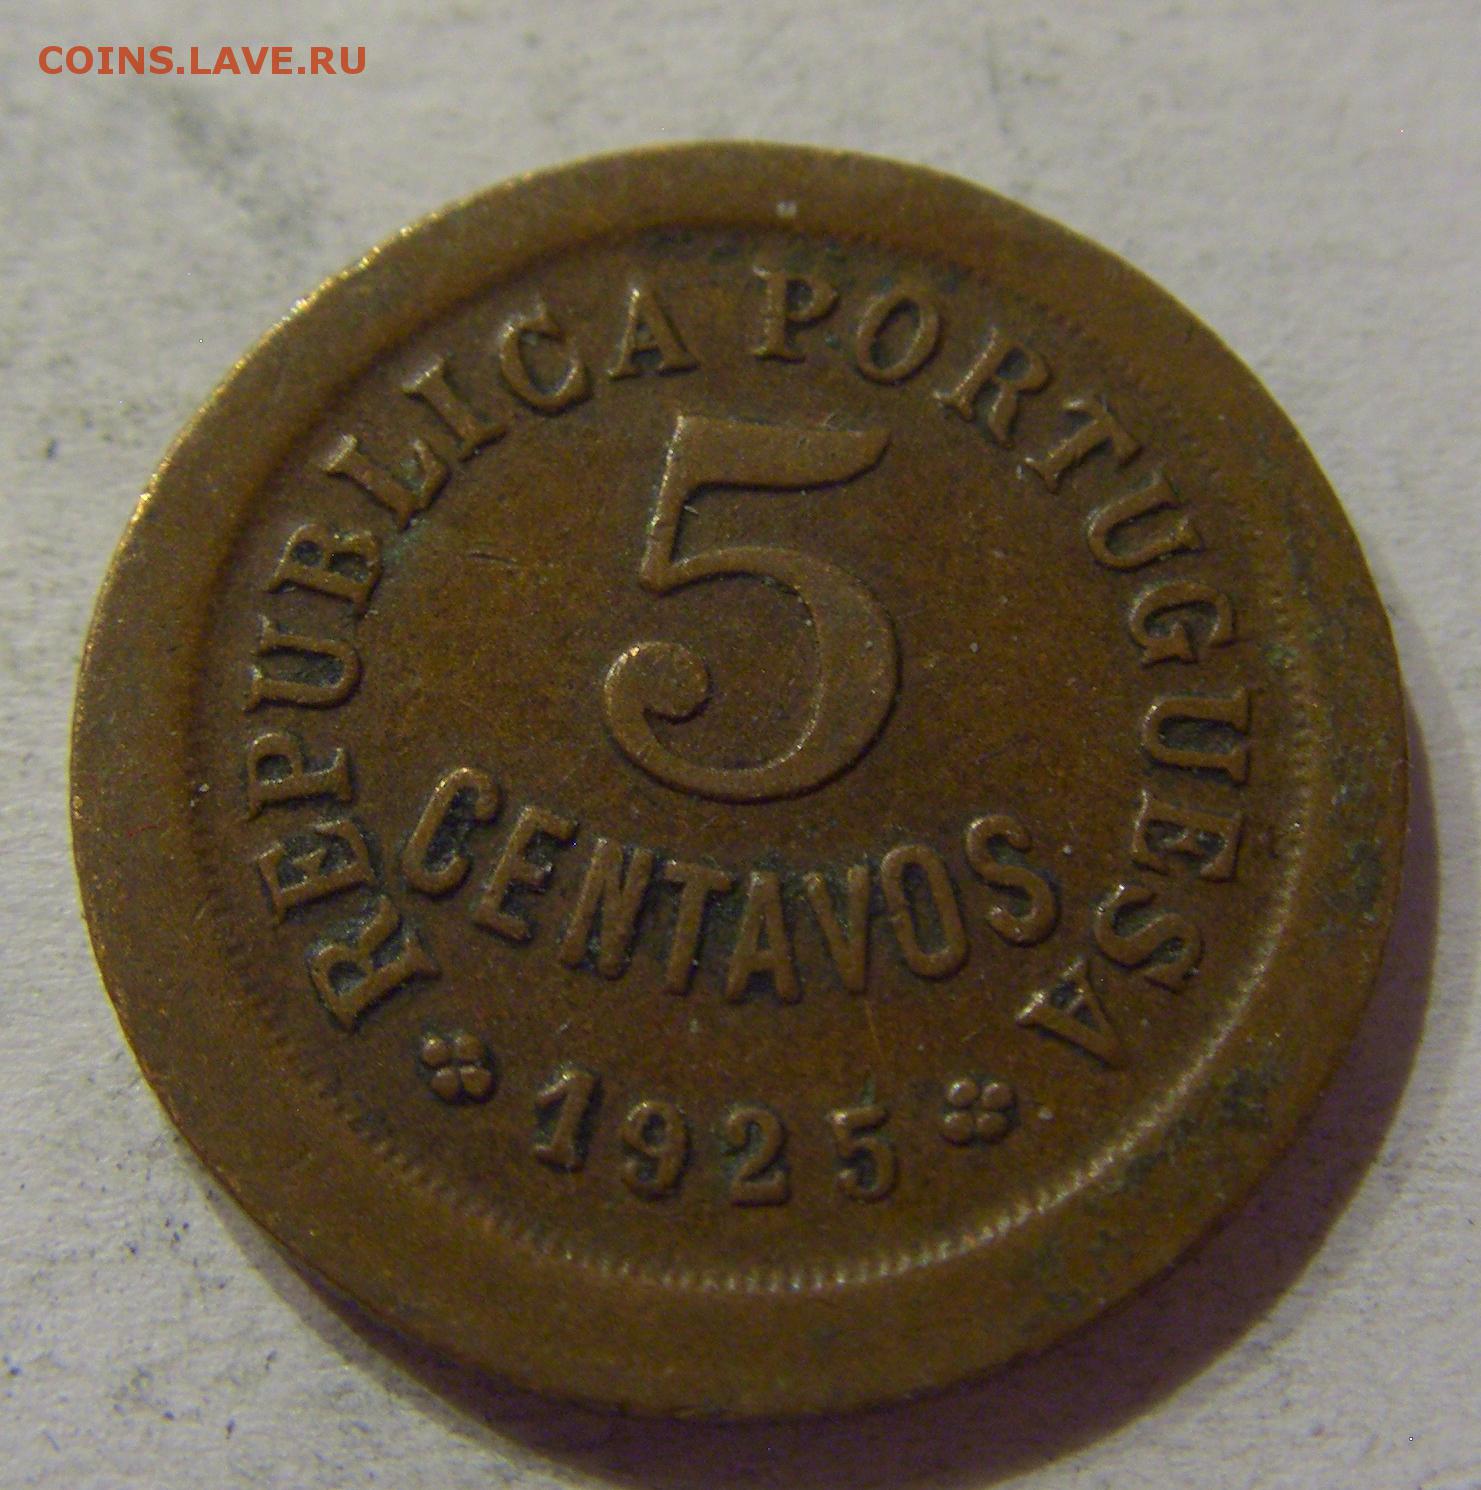 COINS.LAVE.RU
REPUBLICA PORTUGUESA
5
CENTAVOS
1925